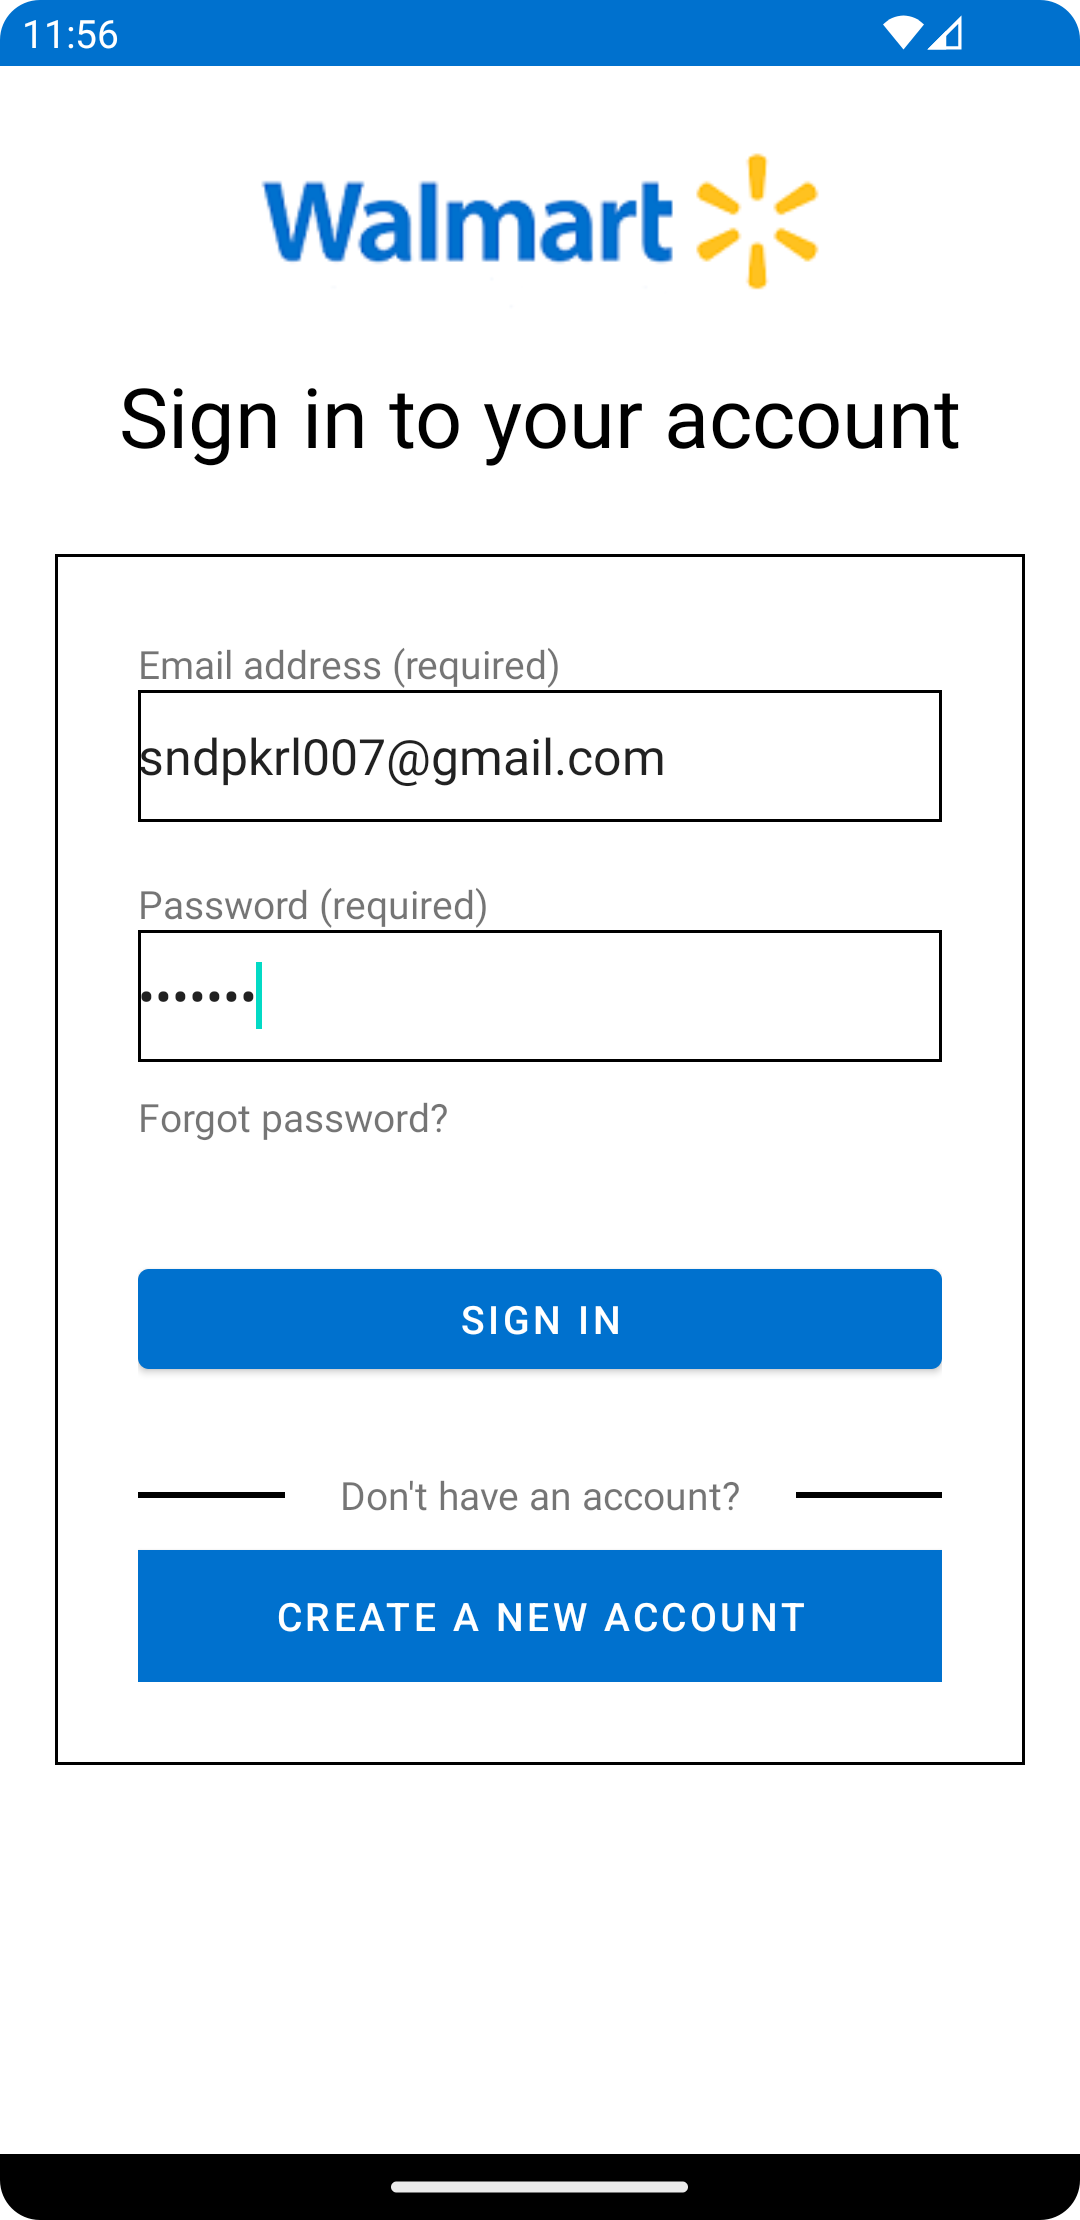 11:56
Walmart
Sign in to your account
Email address (required)
sndpkrl007@gmail.com
Password (required)
•••••••
Forgot password?
SIGN IN
Don't have an account?
CREATE A NEW ACCOUNT